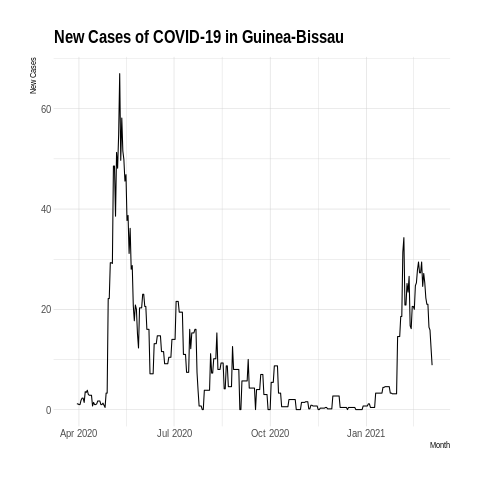 New Cases of COVID-19 in Guinea-Bissau
New Cases
60
40
20
0
Apr 2020 Jul 2020 Oct 2020 Jan 2021
Month